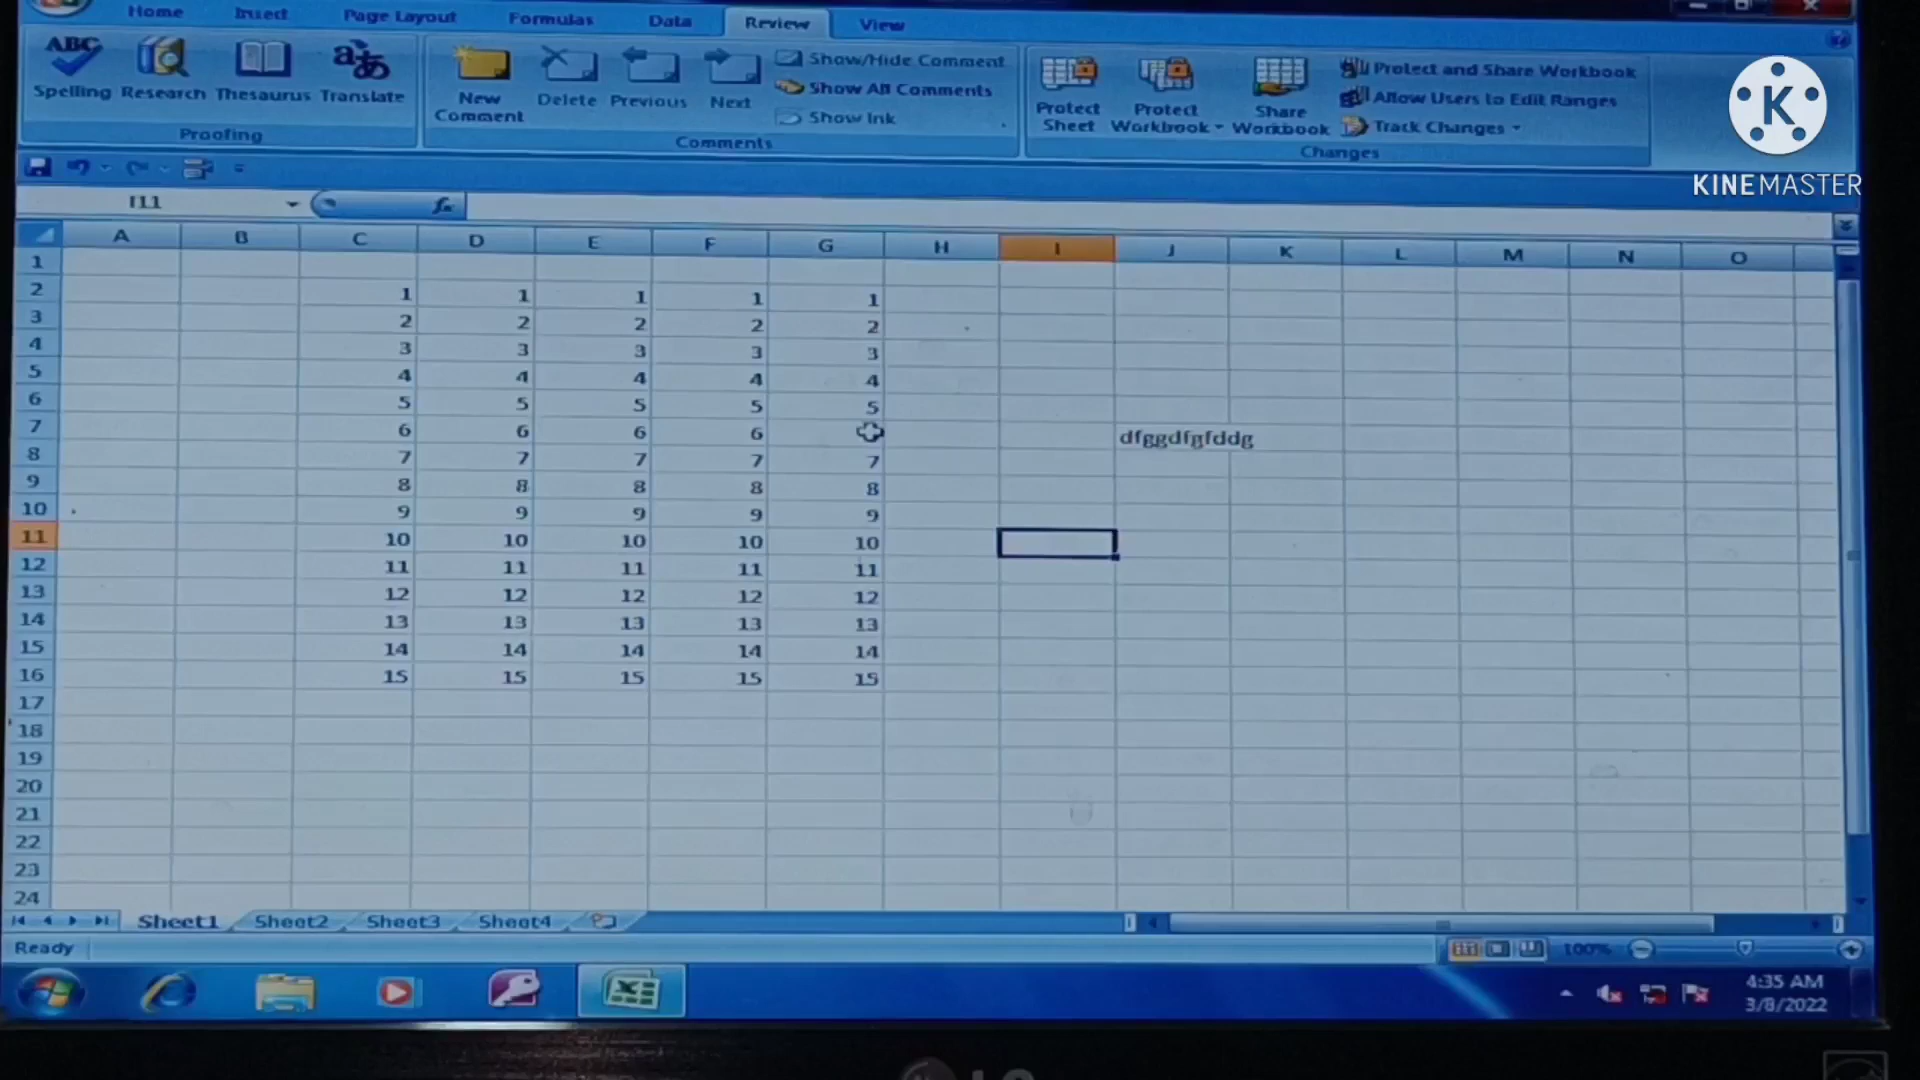 Home Insert Page Layout Formulas Data Review View
ABC
Spelling Research Thesaurus Translate
Proofing
New Comment Delete Previous Next
Show/Hide Comment
Show All Comments
Show Ink
Comments
Protect Sheet Protect Workbook Share Workbook
Protect and Share Workbook
Allow Users to Edit Ranges
Track Changes
Changes
K
KINEMASTER
I11 fx
A B C D E F G H I J K L M N O
1
2 1 1 1 1 1
3 2 2 2 2 2
4 3 3 3 3 3
5 4 4 4 4 4
6 5 5 5 5 5
7 6 6 6 6 dfggdfgfddg
8 7 7 7 7 7
9 8 8 8 8 8
10 9 9 9 9 9
11 10 10 10 10 10
12 11 11 11 11 11
13 12 12 12 12 12
14 13 13 13 13 13
15 14 14 14 14 14
16 15 15 15 15 15
17
18
19
20
21
22
23
24
Sheet1 Sheet2 Sheet3 Sheet4
Ready 100%
4:35 AM
3/8/2022